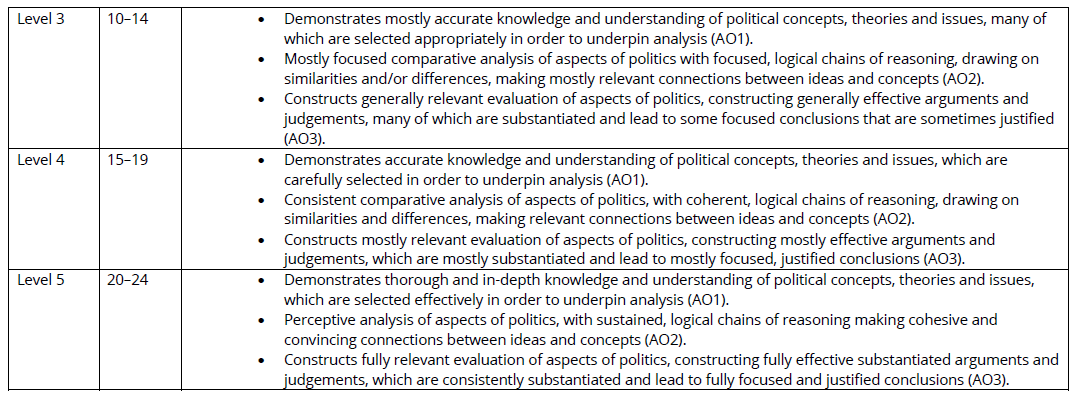 Level 3 10–14
• Demonstrates mostly accurate knowledge and understanding of political concepts, theories and issues, many of
which are selected appropriately in order to underpin analysis (AO1).
• Mostly focused comparative analysis of aspects of politics with focused, logical chains of reasoning, drawing on
similarities and/or differences, making mostly relevant connections between ideas and concepts (AO2).
• Constructs generally relevant evaluation of aspects of politics, constructing generally effective arguments and
judgements, many of which are substantiated and lead to some focused conclusions that are sometimes justified
(AO3).
Level 4 15–19
• Demonstrates accurate knowledge and understanding of political concepts, theories and issues, which are
carefully selected in order to underpin analysis (AO1).
• Consistent comparative analysis of aspects of politics, with coherent, logical chains of reasoning, drawing on
similarities and differences, making relevant connections between ideas and concepts (AO2).
• Constructs mostly relevant evaluation of aspects of politics, constructing mostly effective arguments and
judgements, which are mostly substantiated and lead to mostly focused, justified conclusions (AO3).
Level 5 20–24
• Demonstrates thorough and in-depth knowledge and understanding of political concepts, theories and issues,
which are selected effectively in order to underpin analysis (AO1).
• Perceptive analysis of aspects of politics, with sustained, logical chains of reasoning making cohesive and
convincing connections between ideas and concepts (AO2).
• Constructs fully relevant evaluation of aspects of politics, constructing fully effective substantiated arguments and
judgements, which are consistently substantiated and lead to fully focused and justified conclusions (AO3).